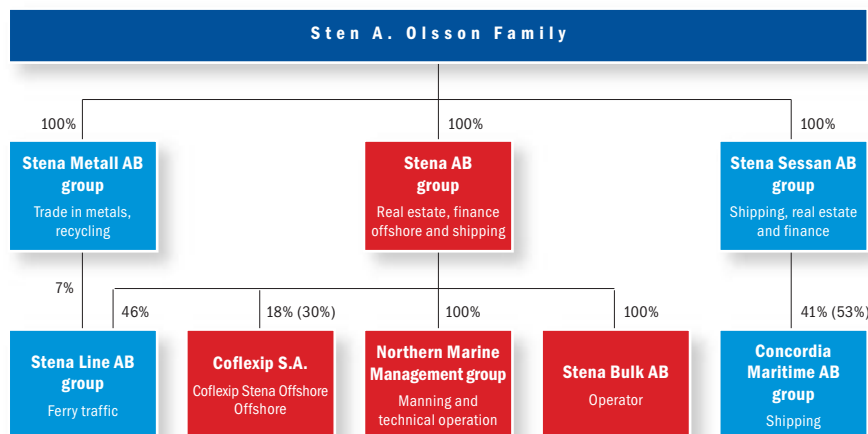 Sten A. Olsson Family
100%
100%
100%
Stena Metall AB
group
Trade in metals,
recycling
Stena AB
group
Real estate, finance
offshore and shipping
Stena Sessan AB
group
Shipping, real estate
and finance
7%
46%
18% (30%)
100%
100%
41% (53%)
Stena Line AB
group
Ferry traffic
Coflexip S.A.
Coflexip Stena Offshore
Offshore
Northern Marine
Management group
Manning and
technical operation
Stena Bulk AB
Operator
Concordia
Maritime AB
group
Shipping